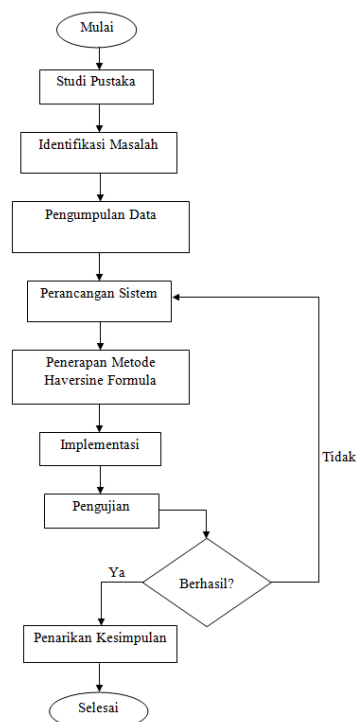 Mulai
Studi Pustaka
Identifikasi Masalah
Pengumpulan Data
Perancangan Sistem
Penerapan Metode
Haversine Formula
Implementasi
Pengujian
Tidak
Ya
Berhasil?
Penarikan Kesimpulan
Selesai